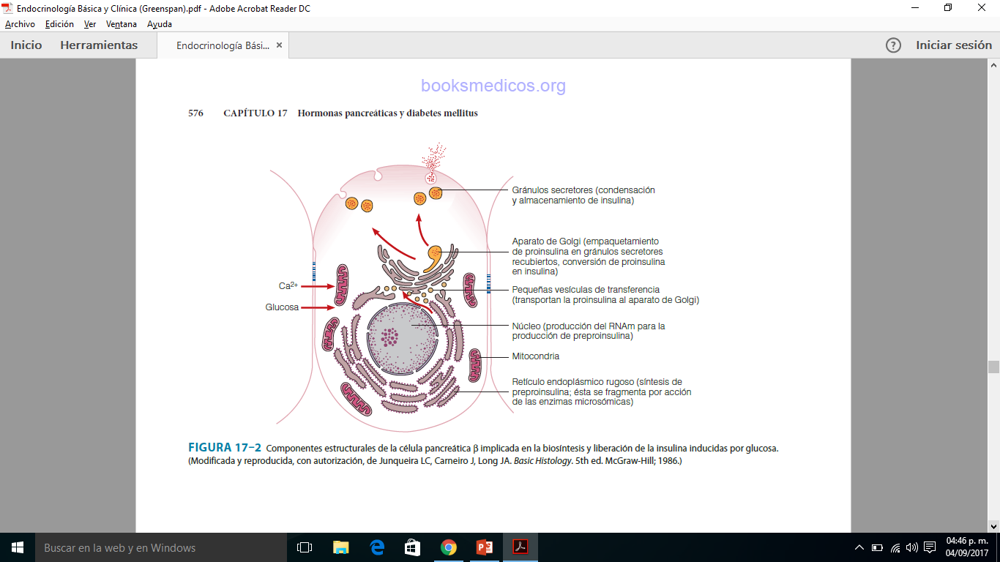 Endocrinología Básica y Clínica (Greenspan).pdf - Adobe Acrobat Reader DC
Archivo Edición Ver Ventana Ayuda
Inicio Herramientas Endocrinología Bási... × ? Iniciar sesión
booksmedicos.org
576 CAPÍTULO 17 Hormonas pancreáticas y diabetes mellitus
Gránulos secretores (condensación
y almacenamiento de insulina)
Aparato de Golgi (empaquetamiento
de proinsulina en gránulos secretores
recubiertos, conversión de proinsulina
en insulina)
Ca2+
Pequeñas vesículas de transferencia
(transportan la proinsulina al aparato de Golgi)
Glucosa
Núcleo (producción del RNAm para la
producción de preproinsulina)
Mitocondria
Retículo endoplásmico rugoso (síntesis de
preproinsulina; ésta se fragmenta por acción
de las enzimas microsómicas)
FIGURA 17–2 Componentes estructurales de la célula pancreática β implicada en la biosíntesis y liberación de la insulina inducidas por glucosa.
(Modificada y reproducida, con autorización, de Junqueira LC, Carneiro J, Long JA. Basic Histology. 5th ed. McGraw-Hill; 1986.)
Buscar en la web y en Windows
04:46 p. m.
04/09/2017